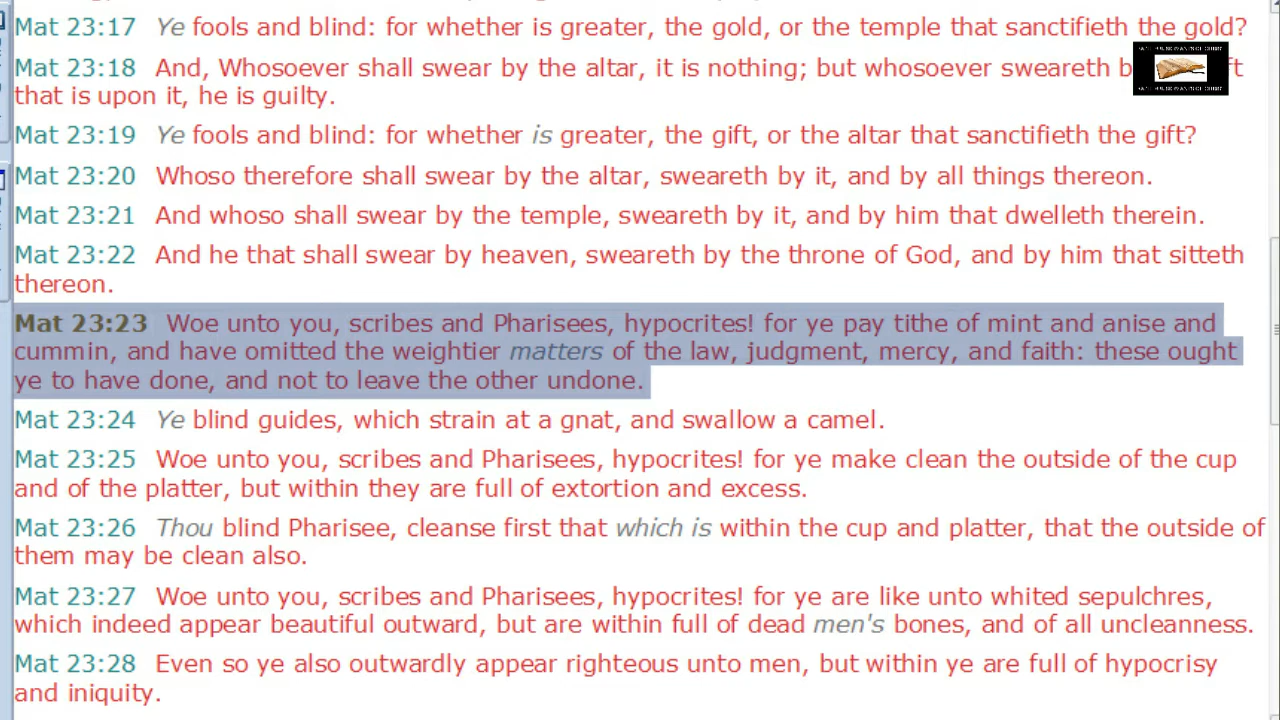 Mat 23:17 Ye fools and blind: for whether is greater, the gold, or the temple that sanctifieth the gold?
Mat 23:18 And, Whosoever shall swear by the altar, it is nothing; but whosoever sweareth b
that is upon it, he is guilty.
Mat 23:19 Ye fools and blind: for whether is greater, the gift, or the altar that sanctifieth the gift?
Mat 23:20 Whoso therefore shall swear by the altar, sweareth by it, and by all things thereon.
Mat 23:21 And whoso shall swear by the temple, sweareth by it, and by him that dwelleth therein.
Mat 23:22 And he that shall swear by heaven, sweareth by the throne of God, and by him that sitteth
thereon.
Mat 23:23 Woe unto you, scribes and Pharisees, hypocrites! for ye pay tithe of mint and anise and
cummin, and have omitted the weightier matters of the law, judgment, mercy, and faith: these ought
ye to have done, and not to leave the other undone.
Mat 23:24 Ye blind guides, which strain at a gnat, and swallow a camel.
Mat 23:25 Woe unto you, scribes and Pharisees, hypocrites! for ye make clean the outside of the cup
and of the platter, but within they are full of extortion and excess.
Mat 23:26 Thou blind Pharisee, cleanse first that which is within the cup and platter, that the outside of
them may be clean also.
Mat 23:27 Woe unto you, scribes and Pharisees, hypocrites! for ye are like unto whited sepulchres,
which indeed appear beautiful outward, but are within full of dead men's bones, and of all uncleanness.
Mat 23:28 Even so ye also outwardly appear righteous unto men, but within ye are full of hypocrisy
and iniquity.